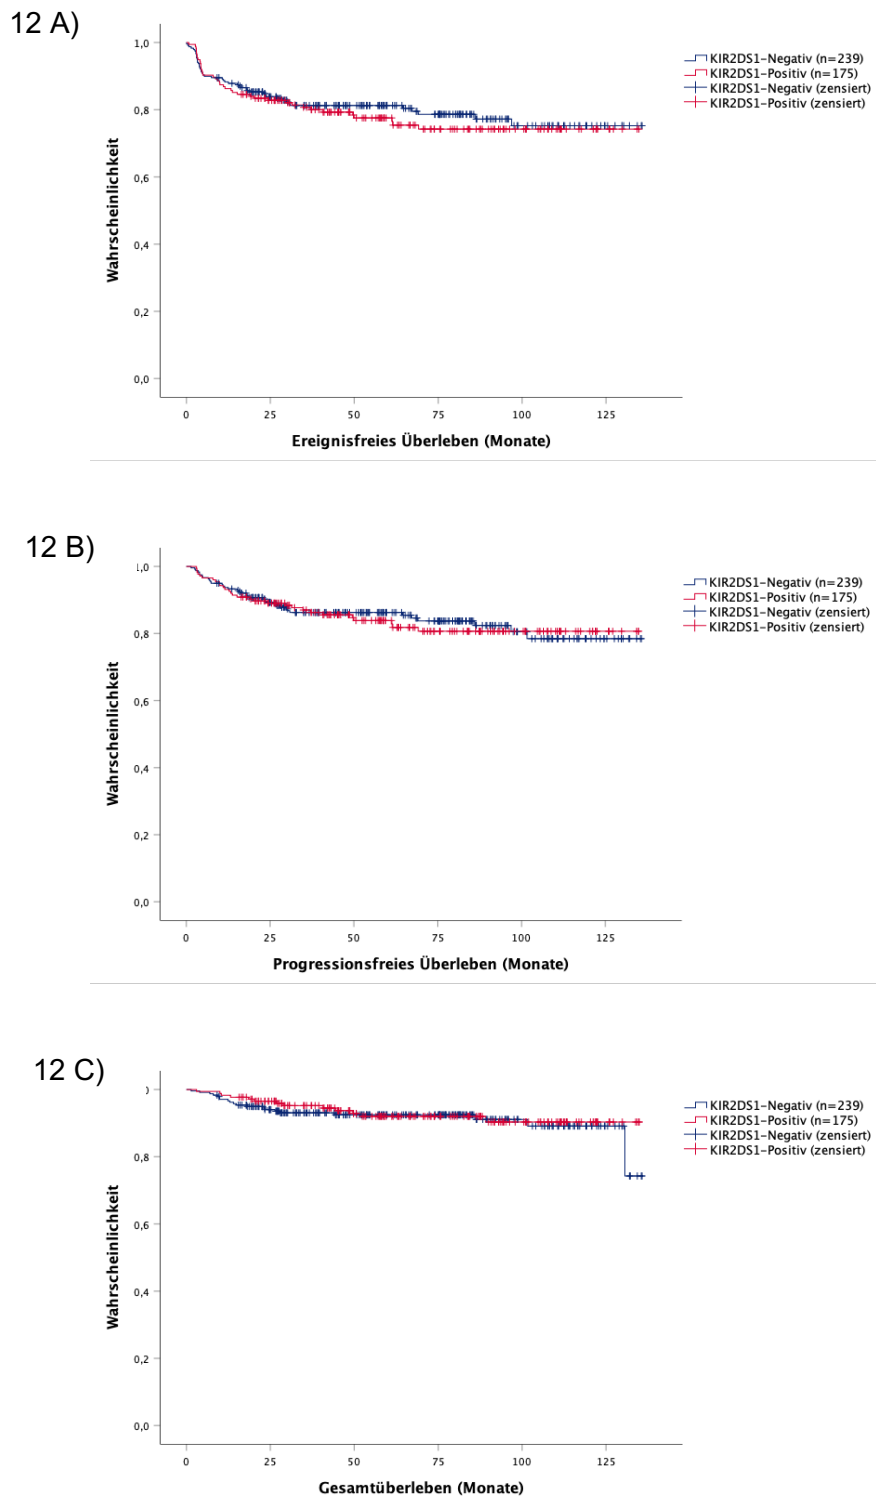 12 A)
1,0
0,8
0,6
0,4
0,2
0,0
Wahrscheinlichkeit
0 25 50 75 100 125
Ereignisfreies Überleben (Monate)
KIR2DS1-Negativ (n=239)
KIR2DS1-Positiv (n=175)
KIR2DS1-Negativ (zensiert)
KIR2DS1-Positiv (zensiert)
12 B)
1,0
0,8
0,6
0,4
0,2
0,0
Wahrscheinlichkeit
0 25 50 75 100 125
Progressionsfreies Überleben (Monate)
KIR2DS1-Negativ (n=239)
KIR2DS1-Positiv (n=175)
KIR2DS1-Negativ (zensiert)
KIR2DS1-Positiv (zensiert)
12 C)
0,8
0,6
0,4
0,2
0,0
Wahrscheinlichkeit
0 25 50 75 100 125
Gesamtüberleben (Monate)
KIR2DS1-Negativ (n=239)
KIR2DS1-Positiv (n=175)
KIR2DS1-Negativ (zensiert)
KIR2DS1-Positiv (zensiert)